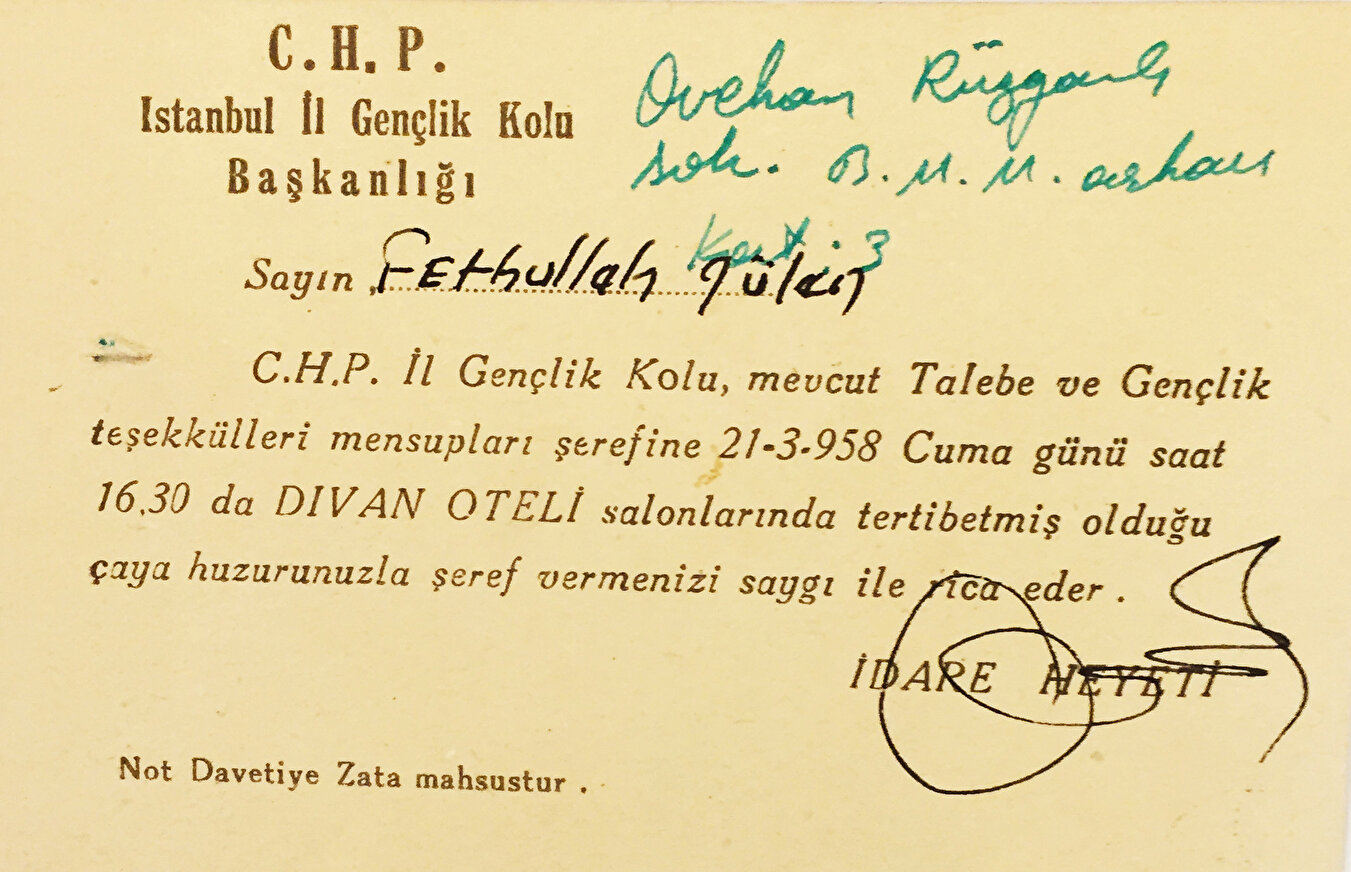 C.H.P.
Istanbul İl Gençlik Kolu
Başkanlığı
Rüzgarlı
sok. B.M.M.
Kat: 3
Sayın Fethullah Gülen
C.H.P. İl Gençlik Kolu, mevcut Talebe ve Gençlik
teşekkülleri mensupları şerefine 21-3-958 Cuma günü saat
16.30 da DIVAN OTELİ salonlarında tertibetmiş olduğu
çaya huzurunuzla şeref vermenizi saygı ile rica eder .
İDARE HEYETİ
Not Davetiye Zata mahsustur .